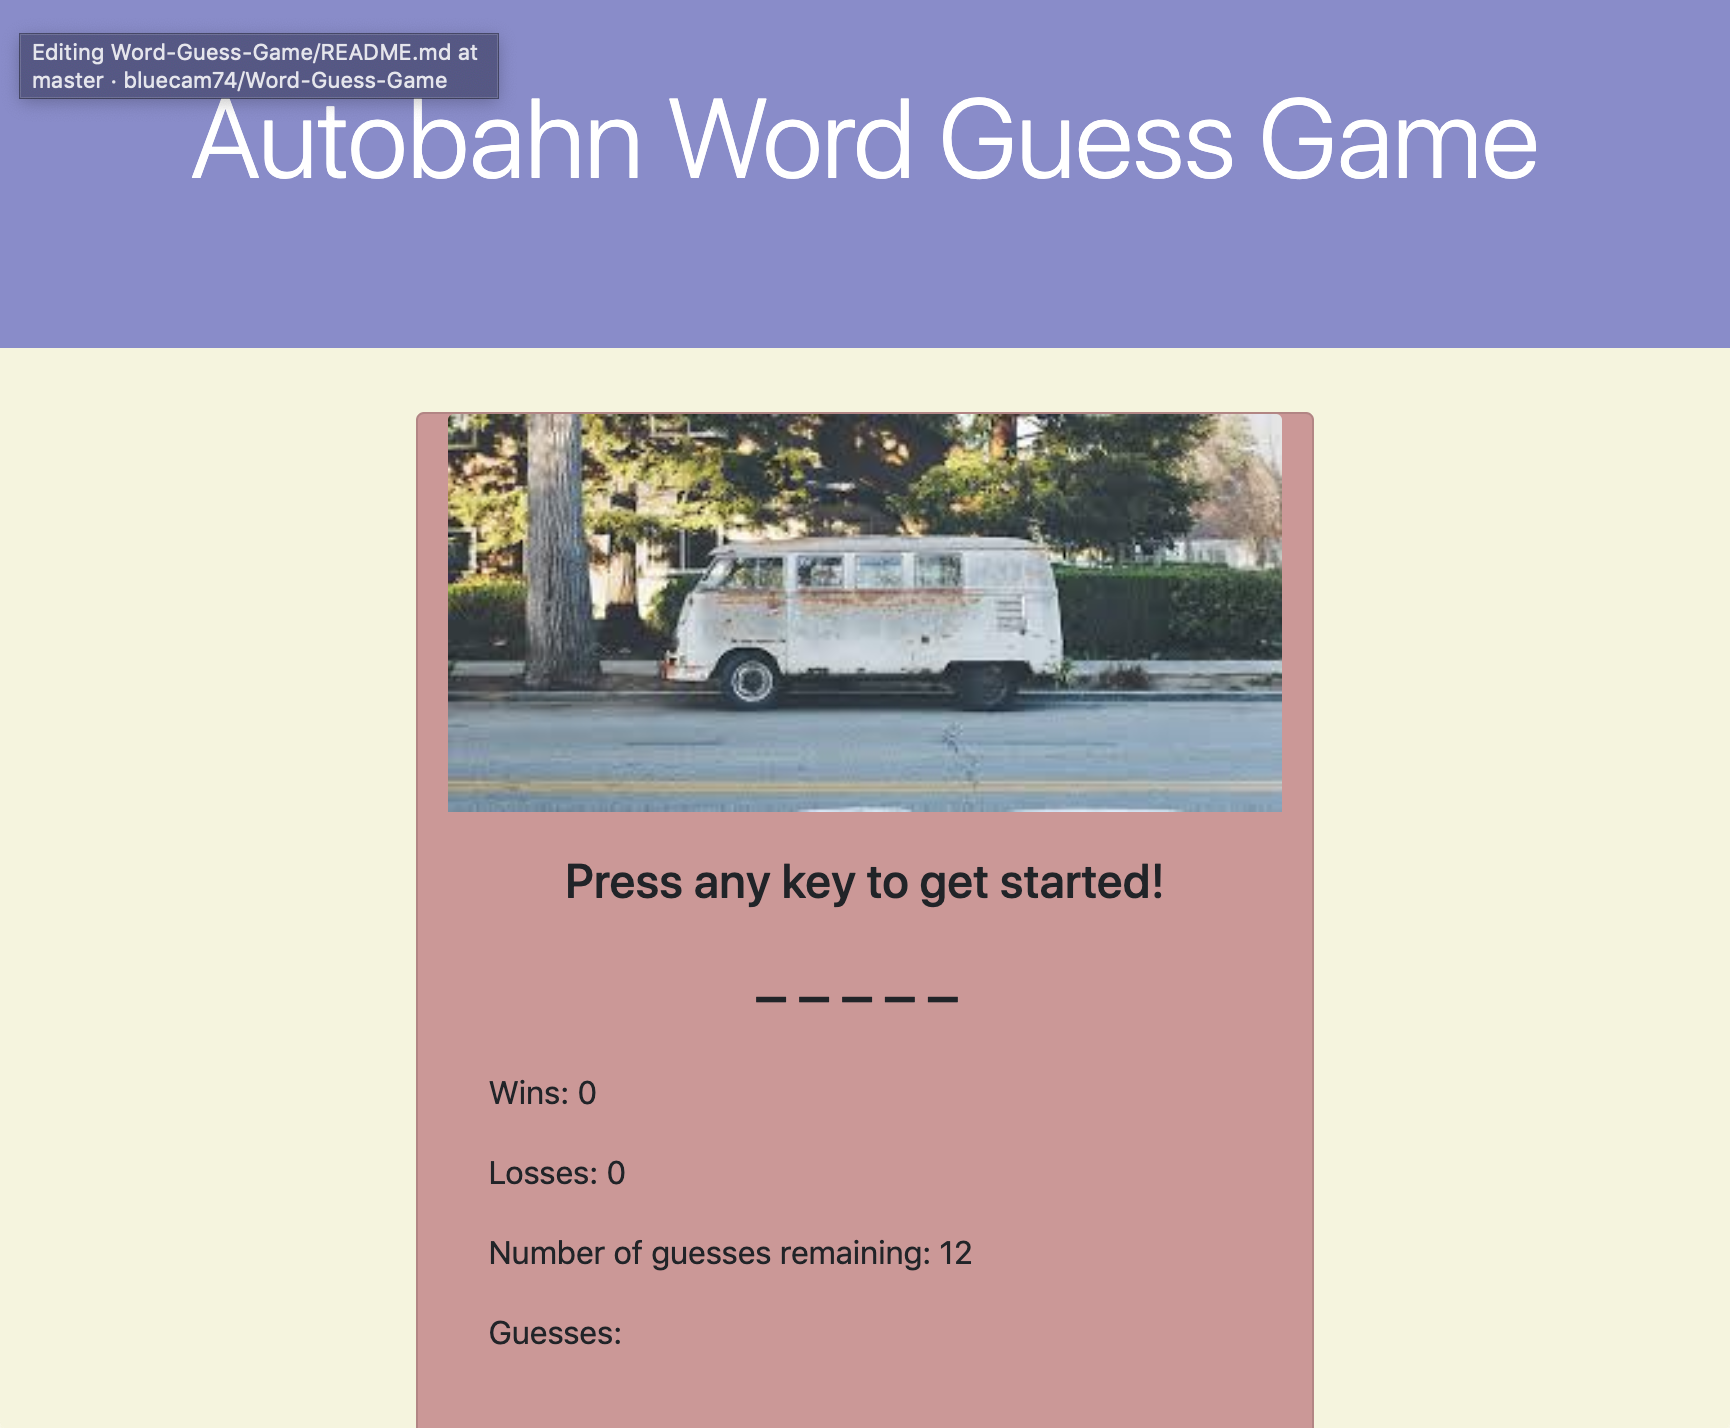 Editing Word-Guess-Game/README.md at
master · bluecam74/Word-Guess-Game
Autobahn Word Guess Game
Press any key to get started!
_ _ _ _ _
Wins: 0
Losses: 0
Number of guesses remaining: 12
Guesses: